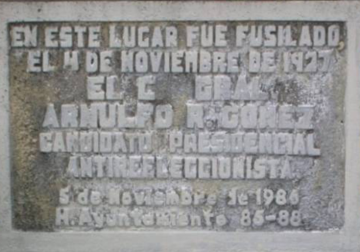 EN ESTE LUGAR FUE FUSILADO,
EL 4 DE NOVIEMBRE DE 1927
EL C GRAL
ARNULFO R. GOMEZ
CANDIDATO PRESIDENCIAL
ANTIREELECCIONISTA
5 de Noviembre de 1986
H. Ayuntamiento 86-88